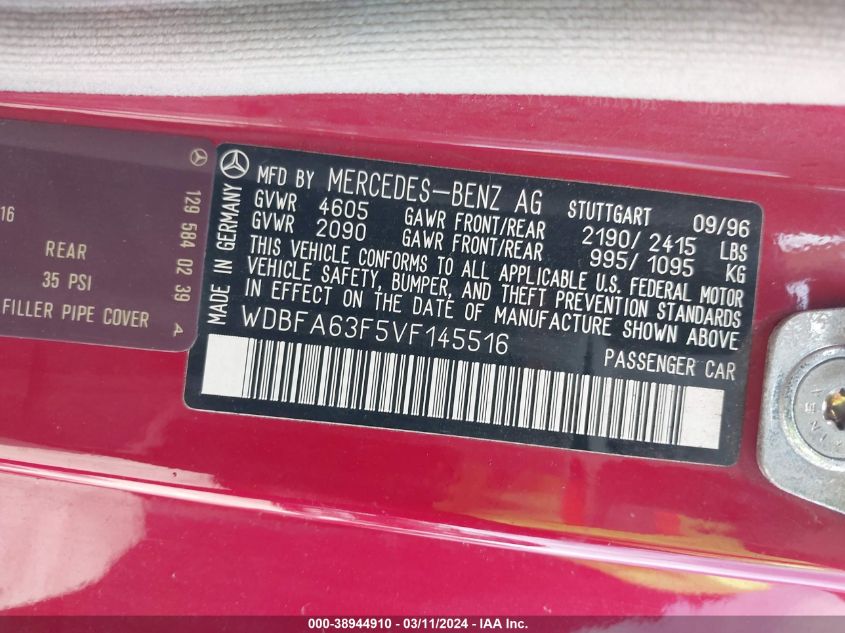 16
REAR
35 PSI
FILLER PIPE COVER
129 584 02 39 A
MADE IN GERMANY
MFD BY MERCEDES-BENZ AG STUTTGART 09/96
GVWR 4605 GAWR FRONT/REAR 2190/2415 LBS
GVWR 2090 GAWR FRONT/REAR 995/1095 KG
THIS VEHICLE CONFORMS TO ALL APPLICABLE U.S. FEDERAL MOTOR
VEHICLE SAFETY, BUMPER, AND THEFT PREVENTION STANDARDS
IN EFFECT ON THE DATE OF MANUFACTURE SHOWN ABOVE
WDBFA63F5VF145516
PASSENGER CAR
000-38944910 - 03/11/2024 - IAA Inc.